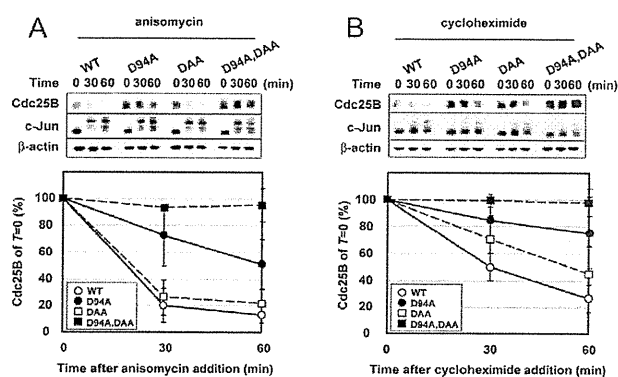 A
anisomycin
WT D94A DAA D94A,DAA
Time 0 30 60 0 30 60 0 30 60 0 30 60 (min)
Cdc25B
c-Jun
β-actin
Cdc25B of T=0 (%)
100
80
60
40
20
0
WT
D94A
DAA
D94A,DAA
0 30 60
Time after anisomycin addition (min)
B
cycloheximide
WT D94A DAA D94A,DAA
Time 0 30 60 0 30 60 0 30 60 0 30 60 (min)
Cdc25B
c-Jun
β-actin
Cdc25B of T=0 (%)
100
80
60
40
20
0
WT
D94A
DAA
D94A,DAA
0 30 60
Time after cycloheximide addition (min)